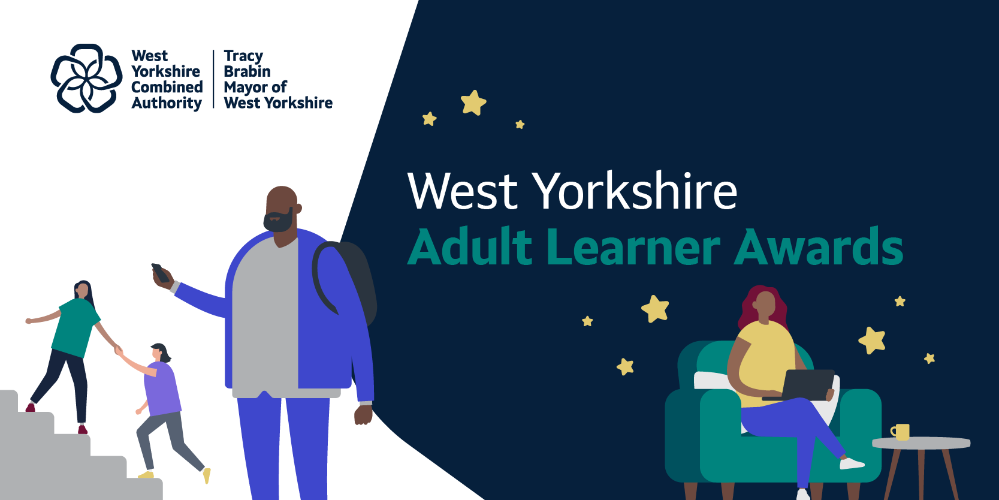 West
Yorkshire
Combined
Authority
Tracy
Brabin
Mayor of
West Yorkshire
West Yorkshire
Adult Learner Awards